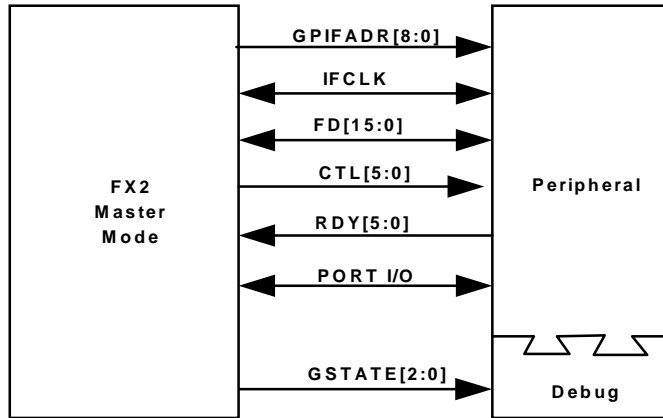 GPIFADR[8:0]
IFCLK
FD[15:0]
CTL[5:0]
FX2
Master
Mode
Peripheral
RDY[5:0]
PORT I/O
GSTATE[2:0]
Debug